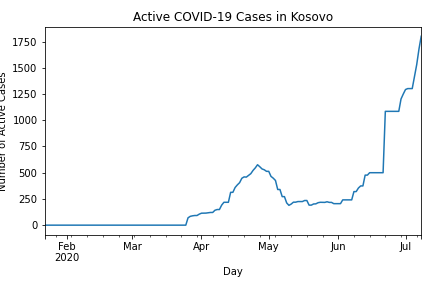 Active COVID-19 Cases in Kosovo
Number of Active Cases
1750
1500
1250
1000
750
500
250
0
Feb
2020
Mar
Apr
May
Jun
Jul
Day